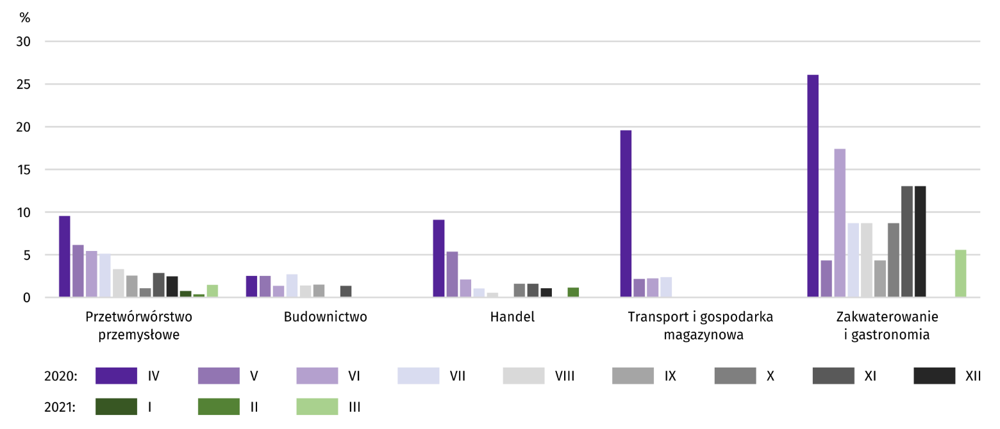 %
30
25
20
15
10
5
0
Przetwórwórstwo
przemysłowe
Budownictwo
Handel
Transport i gospodarka
magazynowa
Zakwaterowanie
i gastronomia
2020: IV V VI VII VIII IX X XI XII
2021: I II III